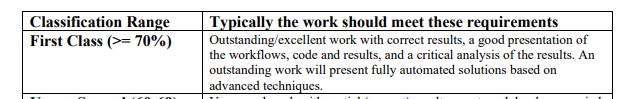 Classification Range Typically the work should meet these requirements
First Class (>= 70%) Outstanding/excellent work with correct results, a good presentation of
the workflows, code and results, and a critical analysis of the results. An
outstanding work will present fully automated solutions based on
advanced techniques.